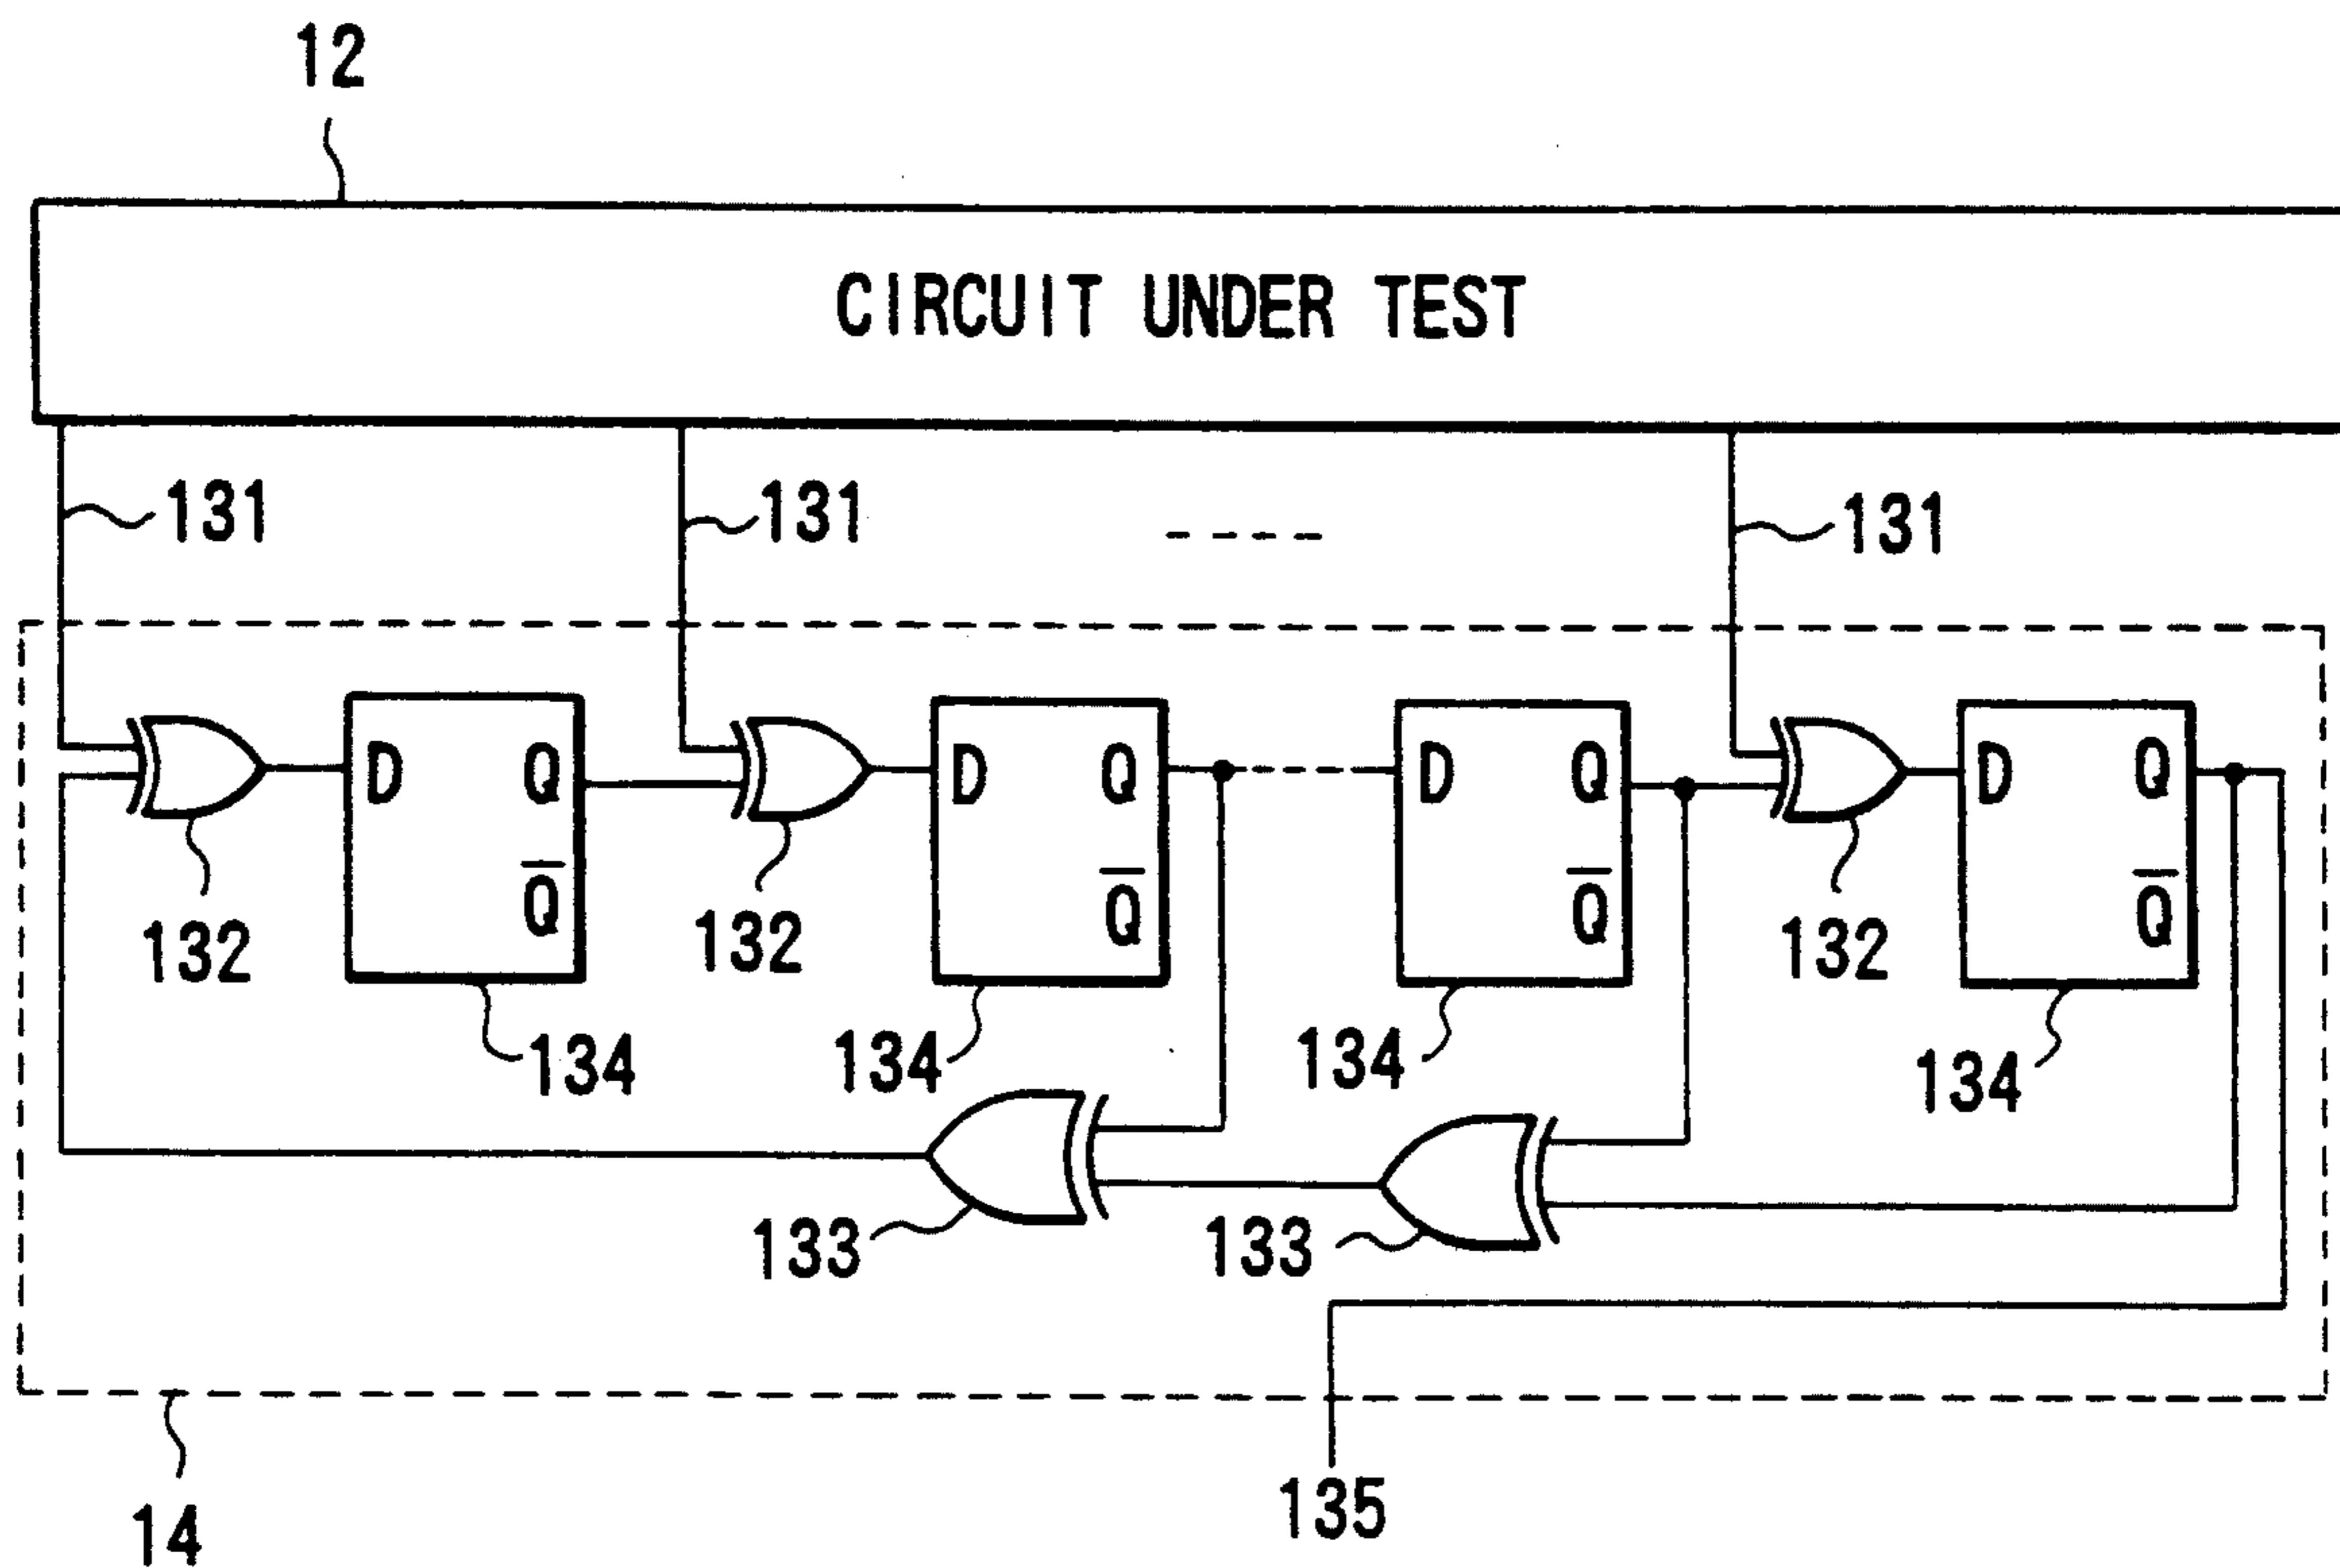 12
CIRCUIT UNDER TEST
131 131 131
D Q D Q D Q D Q
Q̅ Q̅ Q̅ Q̅
132 132 132
134 134 134 134
133 133
135
14